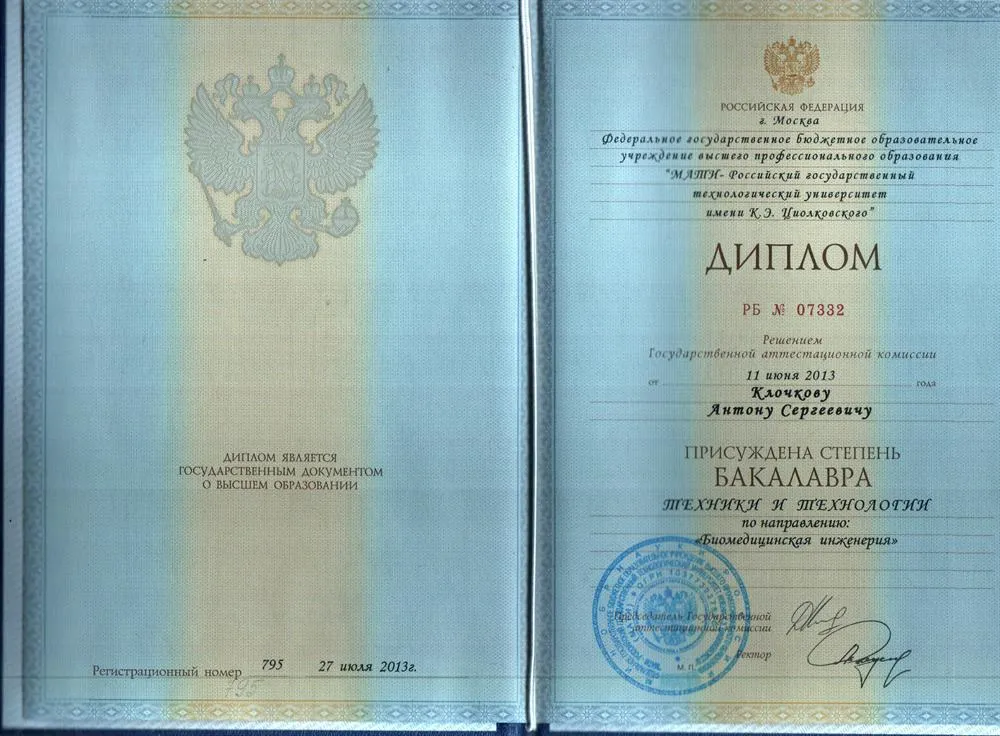 ДИПЛОМ ЯВЛЯЕТСЯ
ГОСУДАРСТВЕННЫМ ДОКУМЕНТОМ
О ВЫСШЕМ ОБРАЗОВАНИИ
Регистрационный номер 795 27 июля 2013г.
795
РОССИЙСКАЯ ФЕДЕРАЦИЯ
г. Москва
Федеральное государственное бюджетное образовательное
учреждение высшего профессионального образования
"МАТИ- Российский государственный
технологический университет
имени К.Э. Циолковского"
ДИПЛОМ
РБ № 07332
Решением
Государственной аттестационной комиссии
от 11 июня 2013 года
Клочкову
Антону Сергеевичу
ПРИСУЖДЕНА СТЕПЕНЬ
БАКАЛАВРА
ТЕХНИКИ И ТЕХНОЛОГИИ
по направлению:
«Биомедицинская инженерия»
Председатель Государственной
аттестационной комиссии
Ректор
М.П.